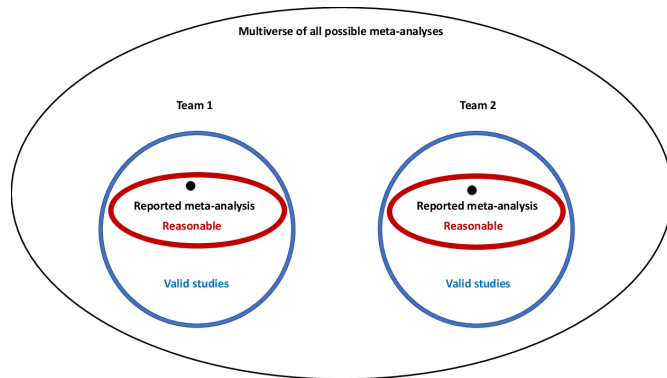 Multiverse of all possible meta-analyses
Team 1
Team 2
Reported meta-analysis
Reasonable
Valid studies
Reported meta-analysis
Reasonable
Valid studies